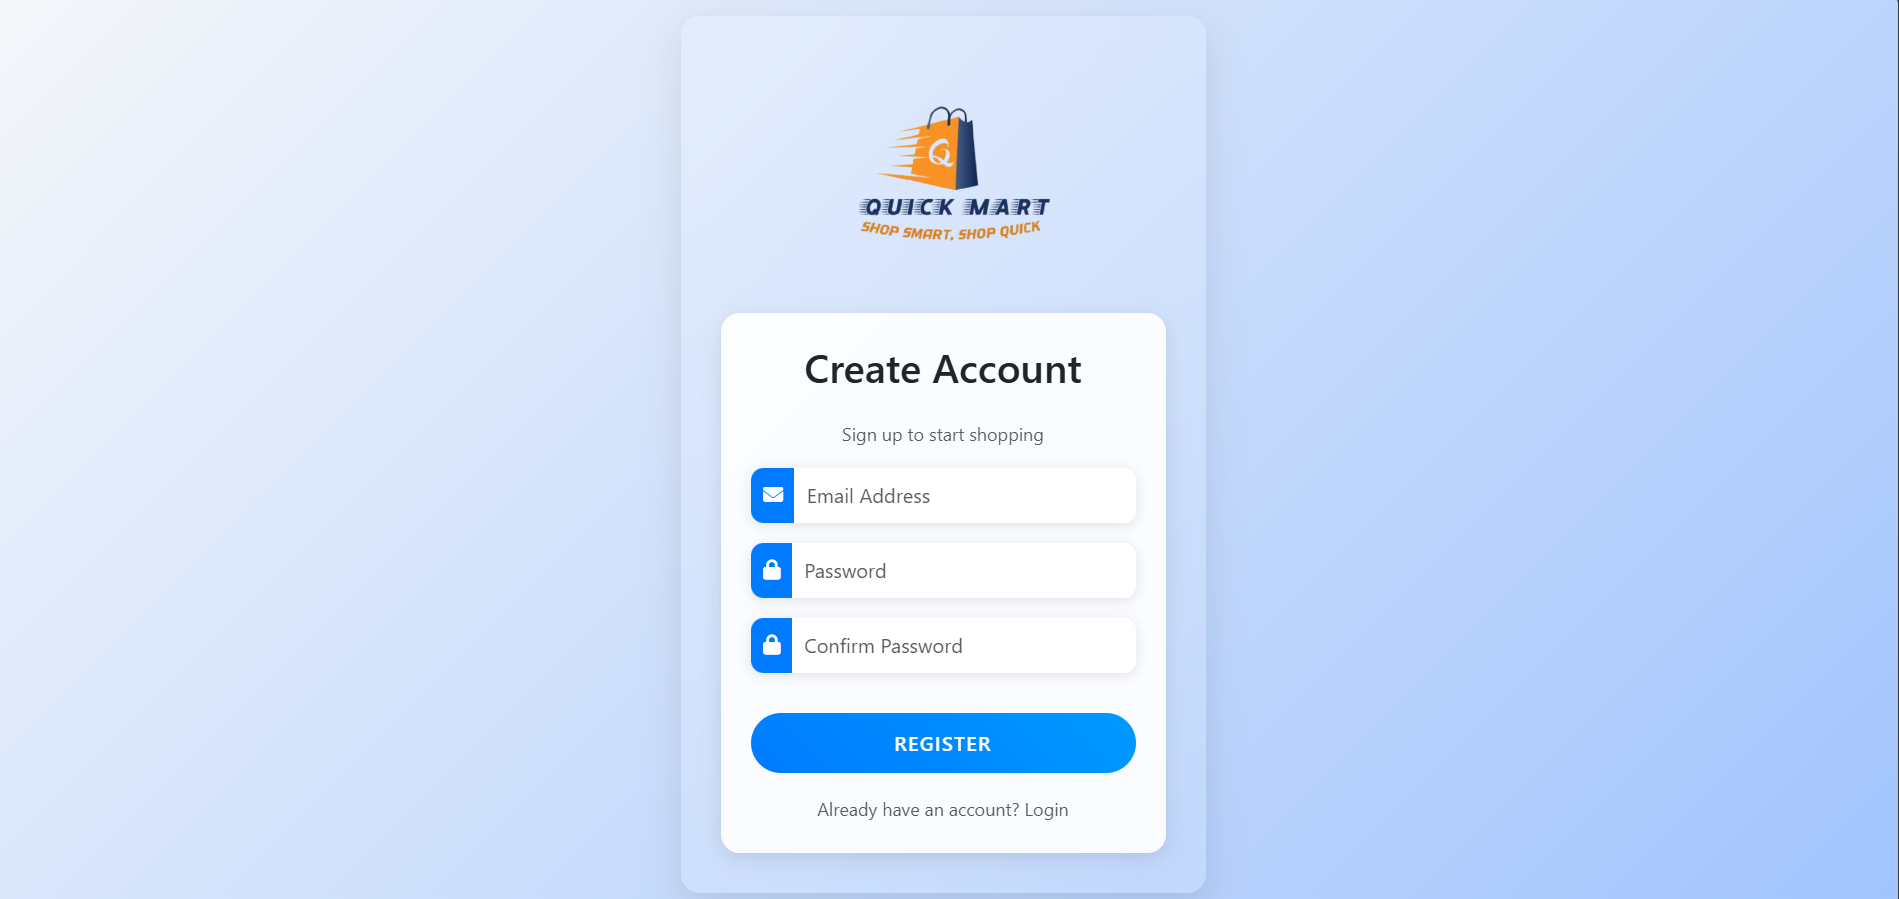 Q
QUICK MART
SHOP SMART, SHOP QUICK
Create Account
Sign up to start shopping
Email Address
Password
Confirm Password
REGISTER
Already have an account? Login